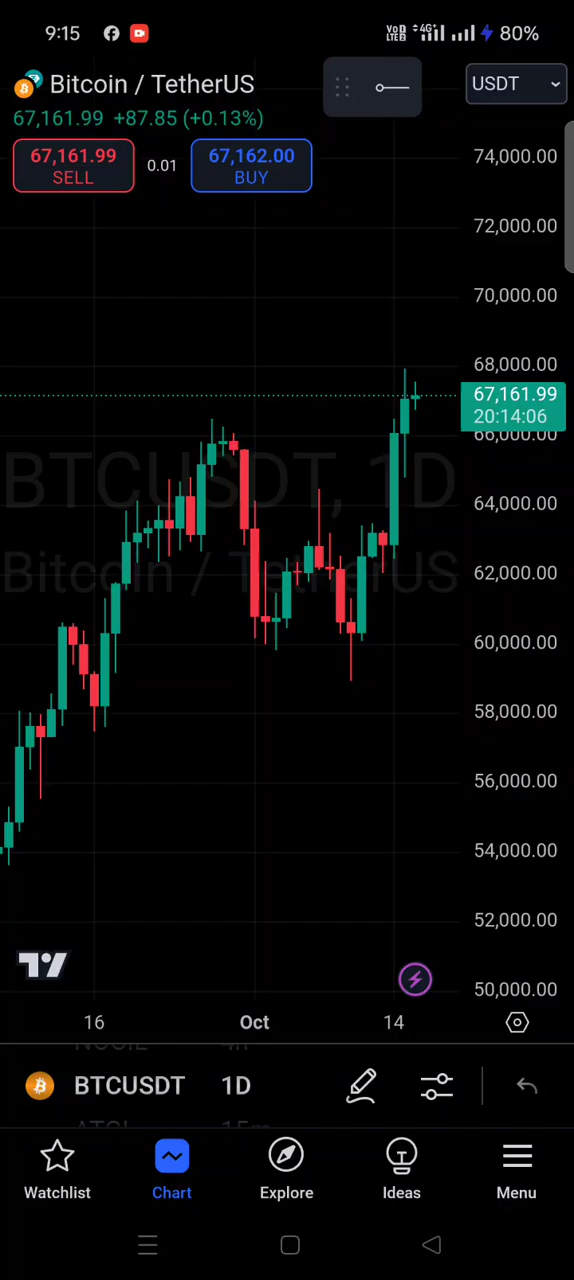 9:15
Vo) LTE2 4G+ 80%
Bitcoin / TetherUS
USDT
67,161.99 +87.85 (+0.13%)
67,161.99
SELL
0.01
67,162.00
BUY
74,000.00
72,000.00
70,000.00
68,000.00
67,161.99
20:14:06
66,000.00
BTCUSDT, 1D
64,000.00
Bitcoin / TetherUS
62,000.00
60,000.00
58,000.00
56,000.00
54,000.00
52,000.00
50,000.00
16 Oct 14
BTCUSDT 1D
Watchlist Chart Explore Ideas Menu